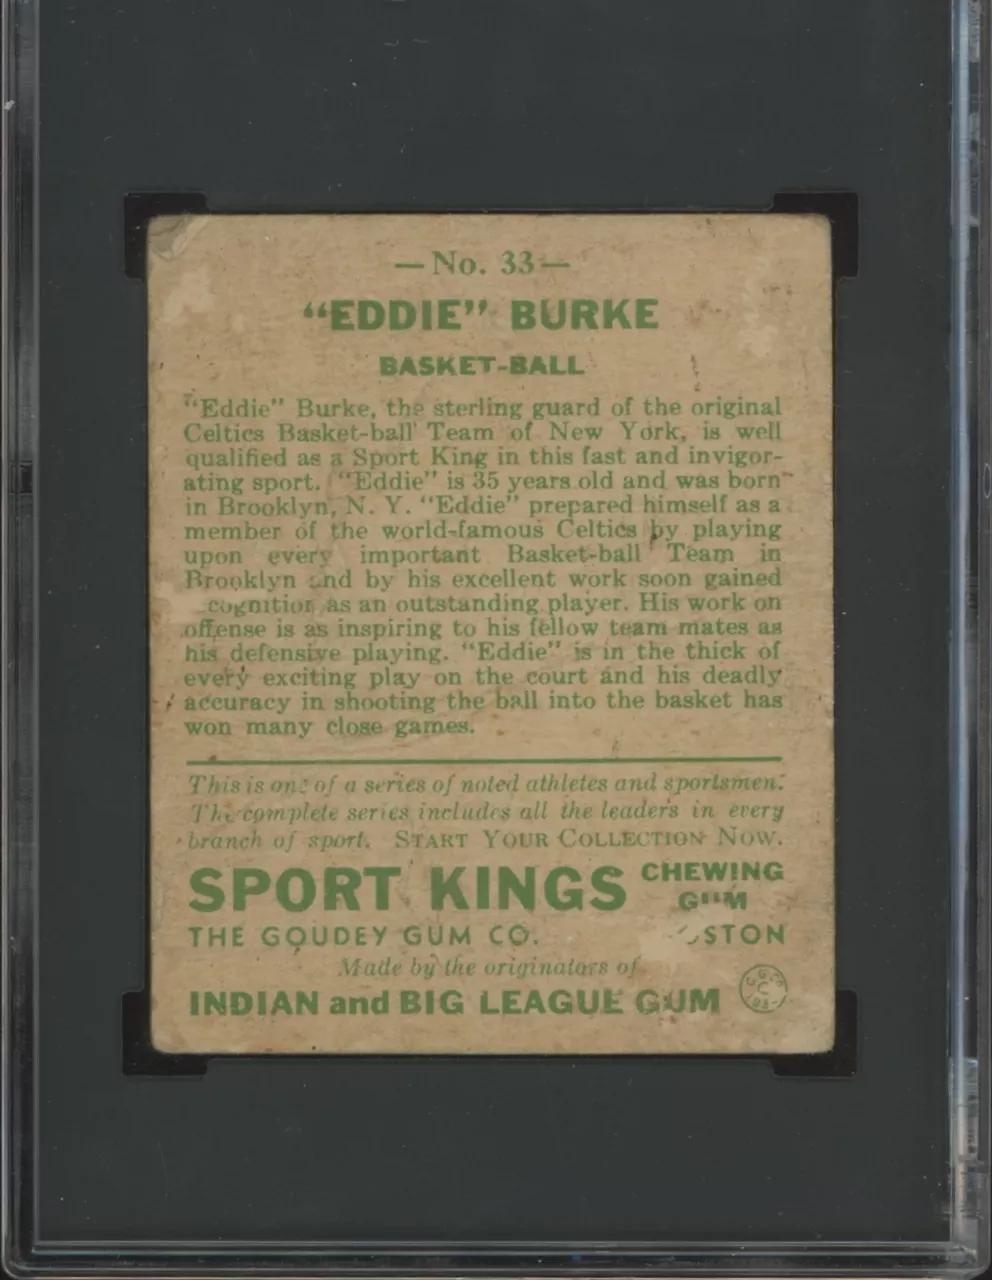 — No. 33 —
“EDDIE” BURKE
BASKET-BALL
“Eddie” Burke, the sterling guard of the original
Celtics Basket-ball Team of New York, is well
qualified as a Sport King in this fast and invigor-
ating sport. “Eddie” is 35 years old and was born
in Brooklyn, N. Y. “Eddie” prepared himself as a
member of the world-famous Celtics by playing
upon every important Basket-ball Team in
Brooklyn and by his excellent work soon gained
cognition as an outstanding player. His work on
offense is as inspiring to his fellow team mates as
his defensive playing. “Eddie” is in the thick of
every exciting play on the court and his deadly
accuracy in shooting the ball into the basket has
won many close games.
This is one of a series of noted athletes and sportsmen.
The complete series includes all the leaders in every
branch of sport. START YOUR COLLECTION NOW.
SPORT KINGS CHEWING
GUM
THE GOUDEY GUM CO. STON
Made by the originators of
INDIAN and BIG LEAGUE GUM